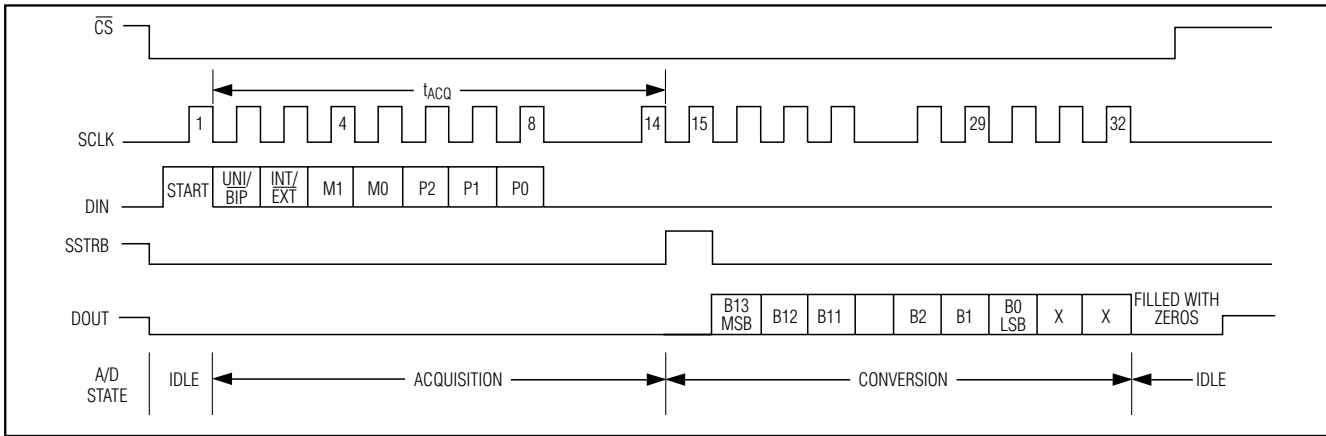 CS
tACQ
SCLK
1 4 8 14 15 29 32
DIN
START UNI/BIP INT/EXT M1 M0 P2 P1 P0
SSTRB
DOUT
B13 MSB B12 B11 B2 B1 B0 LSB X X FILLED WITH ZEROS
A/D STATE
IDLE ACQUISITION CONVERSION IDLE